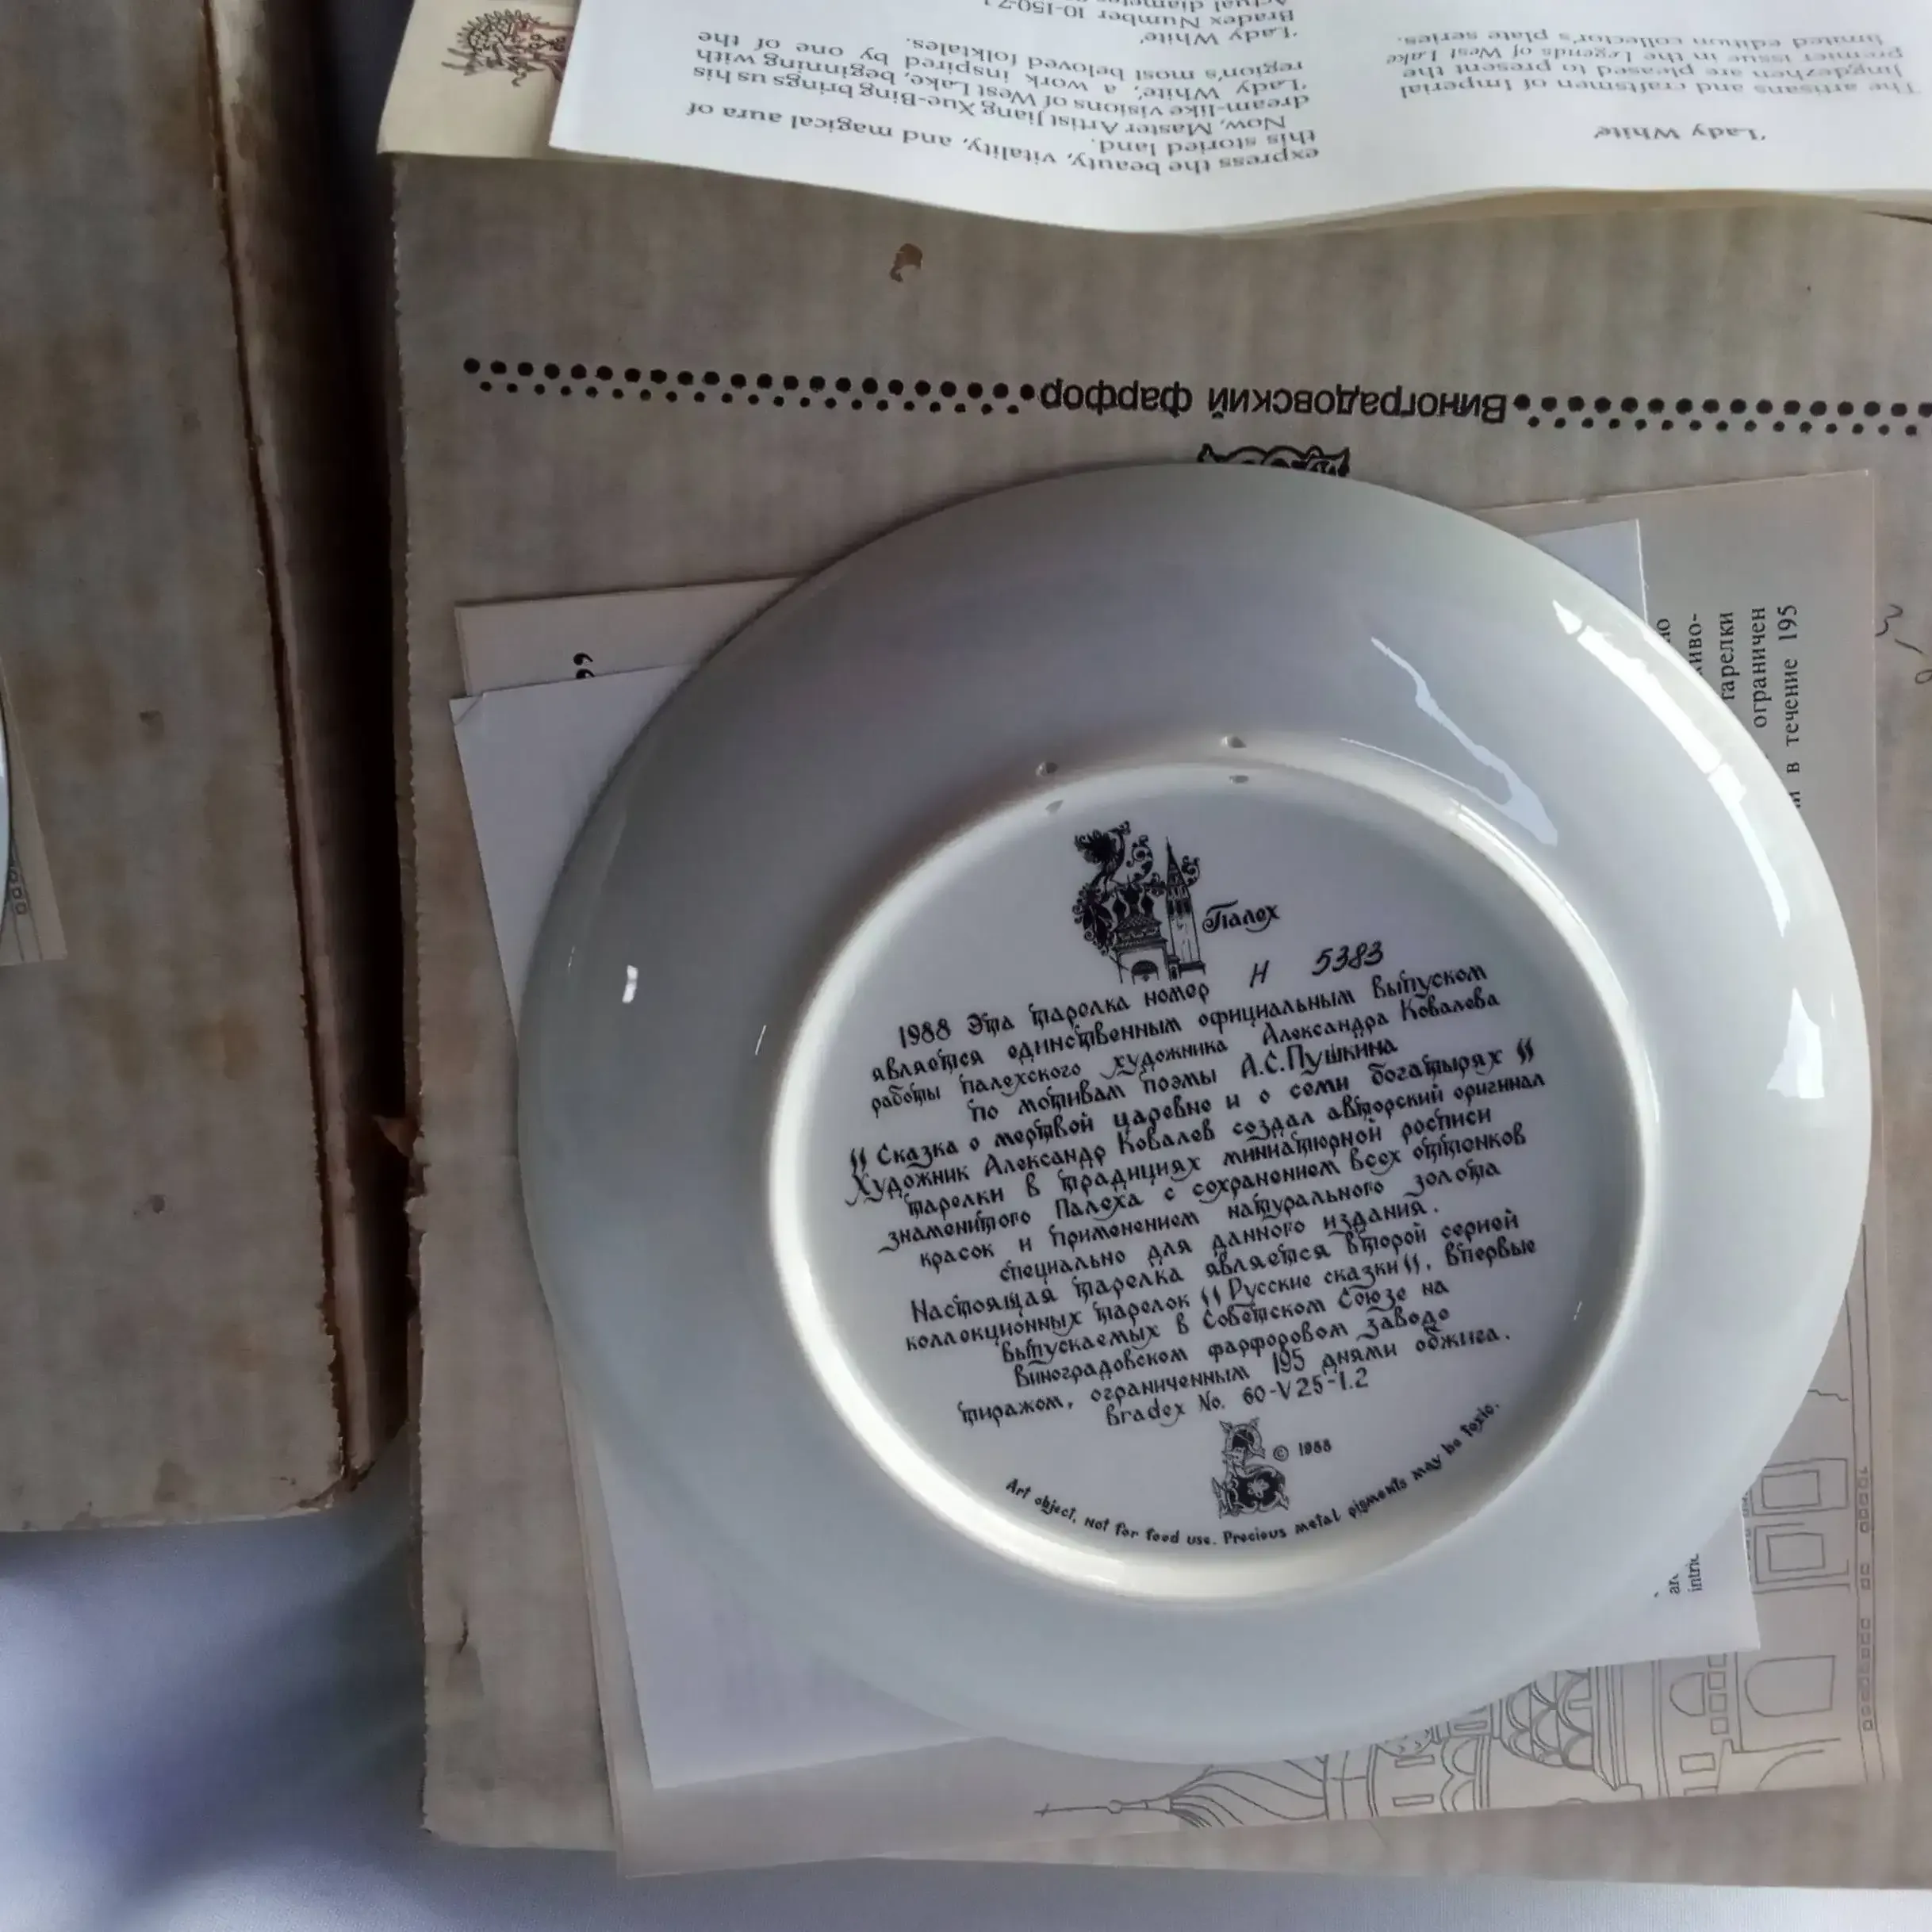 'Lady White'
The artisans and craftsmen of Imperial
Jingdezhen are pleased to present the
premier issue in the Legends of West Lake
limited edition collector's plate series.
express the beauty, vitality, and magical aura of
this storied land.
Now, Master Artist Jiang Xue-Bing brings us his
dream-like visions of West Lake, beginning with
'Lady White', a work inspired by one of the
region's most beloved folktales.
'Lady White'
Bradex Number 10-150-7.1
Actual diameter
Виноградовский фарфор
тарелки
ограничен
в течение 195
Палех
1988 Эта тарелка номер Н 5383
является единственным официальным выпуском
работы палехского художника Александра Ковалева
по мотивам поэмы А.С.Пушкина
"Сказка о мертвой царевне и о семи богатырях"
Художник Александр Ковалев создал авторский оригинал
тарелки в традициях миниатюрной росписи
знаменитого Палеха с сохранением всех оттенков
красок и применением натурального золота
специально для данного издания.
Настоящая тарелка является второй серией
коллекционных тарелок "Русские сказки", впервые
выпускаемых в Советском Союзе на
Виноградовском фарфоровом заводе
тиражом, ограниченным 195 днями обжига.
Bradex No. 60-V25-1.2
© 1988
Art object, not for food use. Precious metal pigments may be toxic.